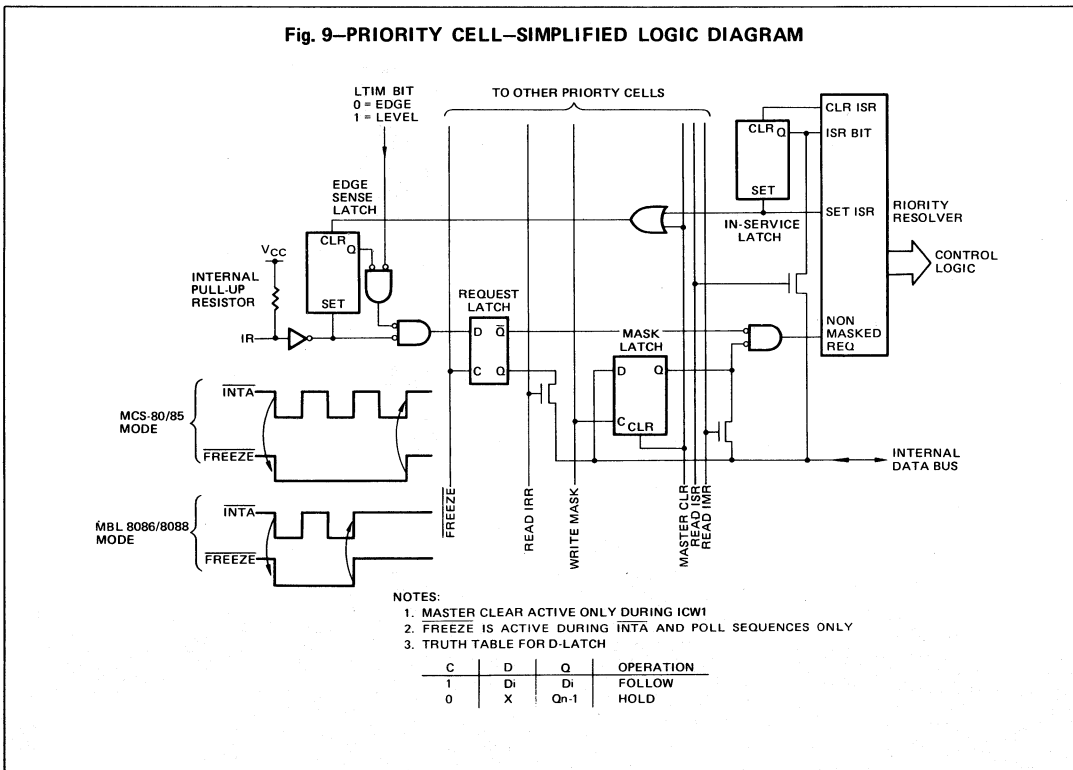 Fig. 9—PRIORITY CELL—SIMPLIFIED LOGIC DIAGRAM
LTIM BIT
0 = EDGE
1 = LEVEL
TO OTHER PRIORTY CELLS
CLR ISR
CLR Q
ISR BIT
SET
SET ISR
IN-SERVICE
LATCH
RIORITY
RESOLVER
CONTROL
LOGIC
NON
MASKED
REQ
EDGE
SENSE
LATCH
CLR
Q
SET
VCC
INTERNAL
PULL-UP
RESISTOR
IR
REQUEST
LATCH
D Q
C Q
MASK
LATCH
D Q
C
CLR
INTERNAL
DATA BUS
MCS-80/85
MODE
INTA
FREEZE
MBL 8086/8088
MODE
INTA
FREEZE
FREEZE
READ IRR
WRITE MASK
MASTER CLR
READ ISR
READ IMR
NOTES:
1. MASTER CLEAR ACTIVE ONLY DURING ICW1
2. FREEZE IS ACTIVE DURING INTA AND POLL SEQUENCES ONLY
3. TRUTH TABLE FOR D-LATCH
C D Q OPERATION
1 Di Di FOLLOW
0 X Qn-1 HOLD